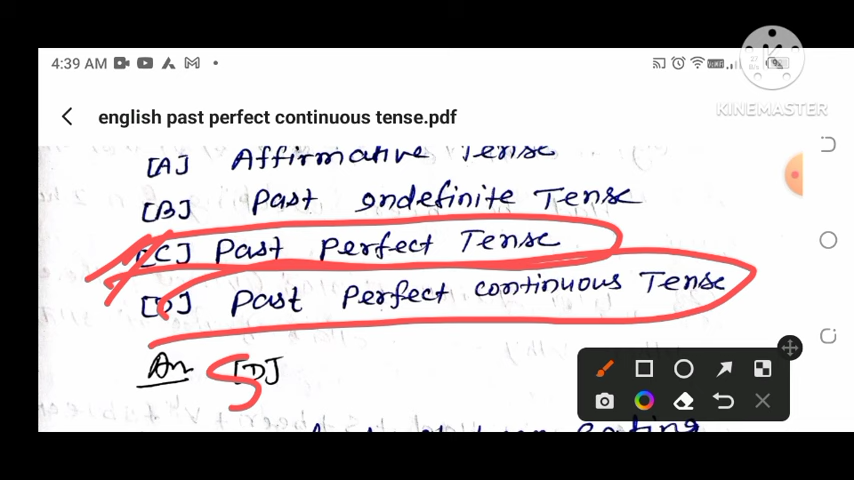 4:39 AM
KINEMASTER
english past perfect continuous tense.pdf
[A] Affirmative Tense
[B] Past indefinite Tense
[C] Past Perfect Tense
[D] Past Perfect continuous Tense
An [D]
eating